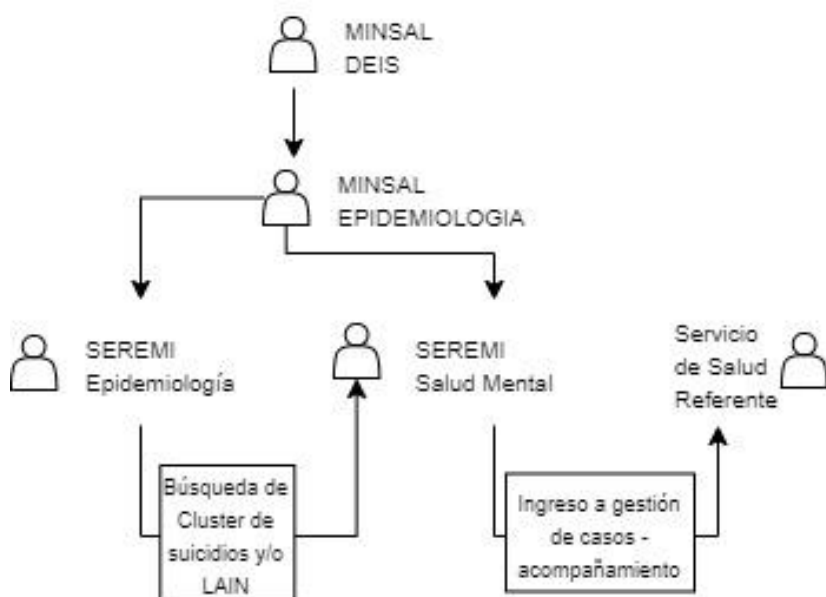 MINSAL
DEIS
MINSAL
EPIDEMIOLOGIA
SEREMI
Epidemiología
SEREMI
Salud Mental
Servicio
de Salud
Referente
Búsqueda de
Cluster de
suicidios y/o
LAIN
Ingreso a gestión
de casos -
acompañamiento